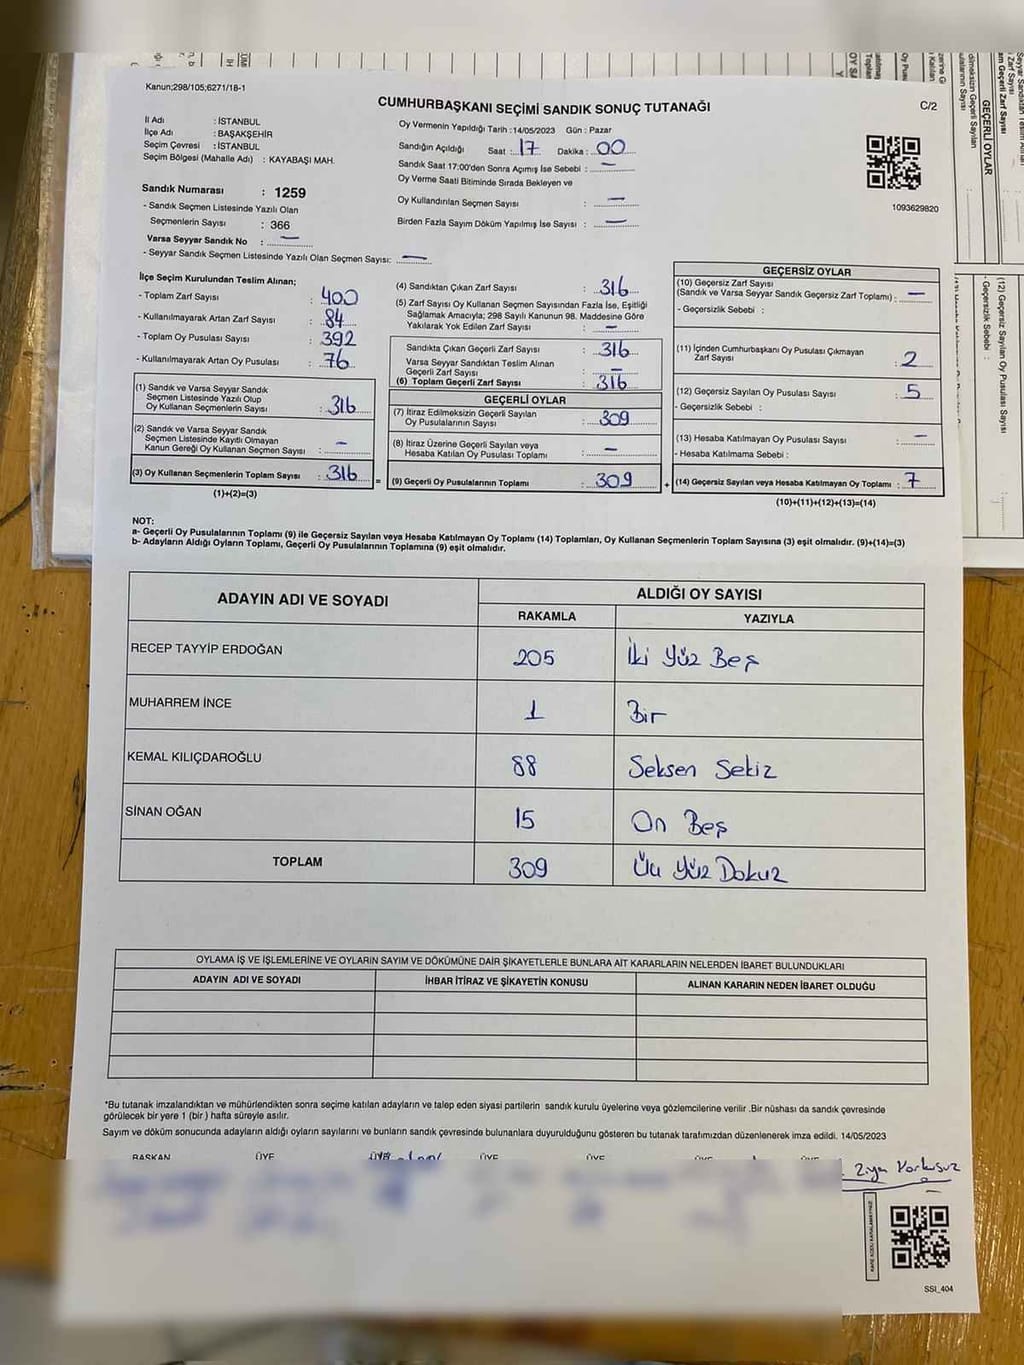 Kanun;298/105;6271/18-1
CUMHURBAŞKANI SEÇİMİ SANDIK SONUÇ TUTANAĞI
C/2
İl Adı : İSTANBUL
İlçe Adı : BAŞAKŞEHİR
Seçim Çevresi : İSTANBUL
Seçim Bölgesi (Mahalle Adı) : KAYABAŞI MAH.
Sandık Numarası : 1259
- Sandık Seçmen Listesinde Yazılı Olan
Seçmenlerin Sayısı : 366
Varsa Seyyar Sandık No : —
- Seyyar Sandık Seçmen Listesinde Yazılı Olan Seçmen Sayısı: —
Oy Vermenin Yapıldığı Tarih :14/05/2023 Gün : Pazar
Sandığın Açıldığı Saat : 17 Dakika : 00
Sandık Saat 17:00'den Sonra Açımış İse Sebebi : —
Oy Verme Saati Bitiminde Sırada Bekleyen ve
Oy Kullandırılan Seçmen Sayısı : —
Birden Fazla Sayım Döküm Yapılmış İse Sayısı : —
1093629820
İlçe Seçim Kurulundan Teslim Alınan;
- Toplam Zarf Sayısı : 400
- Kullanılmayarak Artan Zarf Sayısı : 84
- Toplam Oy Pusulası Sayısı : 392
- Kullanılmayarak Artan Oy Pusulası : 76
(1) Sandık ve Varsa Seyyar Sandık
Seçmen Listesinde Yazılı Olup
Oy Kullanan Seçmenlerin Sayısı : 316
(2) Sandık ve Varsa Seyyar Sandık
Seçmen Listesinde Kayıtlı Olmayan
Kanun Gereği Oy Kullanan Seçmen Sayısı : —
(3) Oy Kullanan Seçmenlerin Toplam Sayısı : 316
(1)+(2)=(3)
(4) Sandıktan Çıkan Zarf Sayısı : 316
(5) Zarf Sayısı Oy Kullanan Seçmen Sayısından Fazla İse, Eşitliği
Sağlamak Amacıyla; 298 Sayılı Kanunun 98. Maddesine Göre
Yakılarak Yok Edilen Zarf Sayısı : —
Sandıkta Çıkan Geçerli Zarf Sayısı : 316
Varsa Seyyar Sandıktan Teslim Alınan
Geçerli Zarf Sayısı : —
(6) Toplam Geçerli Zarf Sayısı : 316
GEÇERLİ OYLAR
(7) İtiraz Edilmeksizin Geçerli Sayılan
Oy Pusulalarının Sayısı : 309
(8) İtiraz Üzerine Geçerli Sayılan veya
Hesaba Katılan Oy Pusulası Toplamı : —
= (9) Geçerli Oy Pusulalarının Toplamı : 309 +
GEÇERSİZ OYLAR
(10) Geçersiz Zarf Sayısı
(Sandık ve Varsa Seyyar Sandık Geçersiz Zarf Toplamı) : —
- Geçersizlik Sebebi :
(11) İçinden Cumhurbaşkanı Oy Pusulası Çıkmayan
Zarf Sayısı : 2
(12) Geçersiz Sayılan Oy Pusulası Sayısı : 5
- Geçersizlik Sebebi :
(13) Hesaba Katılmayan Oy Pusulası Sayısı : —
- Hesaba Katılmama Sebebi :
(14) Geçersiz Sayılan veya Hesaba Katılmayan Oy Toplamı : 7
(10)+(11)+(12)+(13)=(14)
NOT:
a- Geçerli Oy Pusulalarının Toplamı (9) ile Geçersiz Sayılan veya Hesaba Katılmayan Oy Toplamı (14) Toplamları, Oy Kullanan Seçmenlerin Toplam Sayısına (3) eşit olmalıdır. (9)+(14)=(3)
b- Adayların Aldığı Oyların Toplamı, Geçerli Oy Pusulalarının Toplamına (9) eşit olmalıdır.
ADAYIN ADI VE SOYADI
ALDIĞI OY SAYISI
RAKAMLA YAZIYLA
RECEP TAYYİP ERDOĞAN 205 İki Yüz Beş
MUHARREM İNCE 1 Bir
KEMAL KILIÇDAROĞLU 88 Seksen Sekiz
SİNAN OĞAN 15 On Beş
TOPLAM 309 Üç Yüz Dokuz
OYLAMA İŞ VE İŞLEMLERİNE VE OYLARIN SAYIM VE DÖKÜMÜNE DAİR ŞİKAYETLERLE BUNLARA AİT KARARLARIN NELERDEN İBARET BULUNDUKLARI
ADAYIN ADI VE SOYADI İHBAR İTİRAZ VE ŞİKAYETİN KONUSU ALINAN KARARIN NEDEN İBARET OLDUĞU
*Bu tutanak imzalandıktan ve mühürlendikten sonra seçime katılan adayların ve talep eden siyasi partilerin sandık kurulu üyelerine veya gözlemcilerine verilir .Bir nüshası da sandık çevresinde
görülecek bir yere 1 (bir ) hafta süreyle asılır.
Sayım ve döküm sonucunda adayların aldığı oyların sayılarını ve bunların sandık çevresinde bulunanlara duyurulduğunu gösteren bu tutanak tarafımızdan düzenlenerek imza edildi. 14/05/2023
BAŞKAN ÜYE ÜYE ÜYE ÜYE ÜYE ÜYE
Ziya Korkusuz
SSI_404
GEÇERLİ OYLAR
(12) Geçersiz Sayılan Oy Pusulası Sayısı
- Geçersizlik Sebebi :